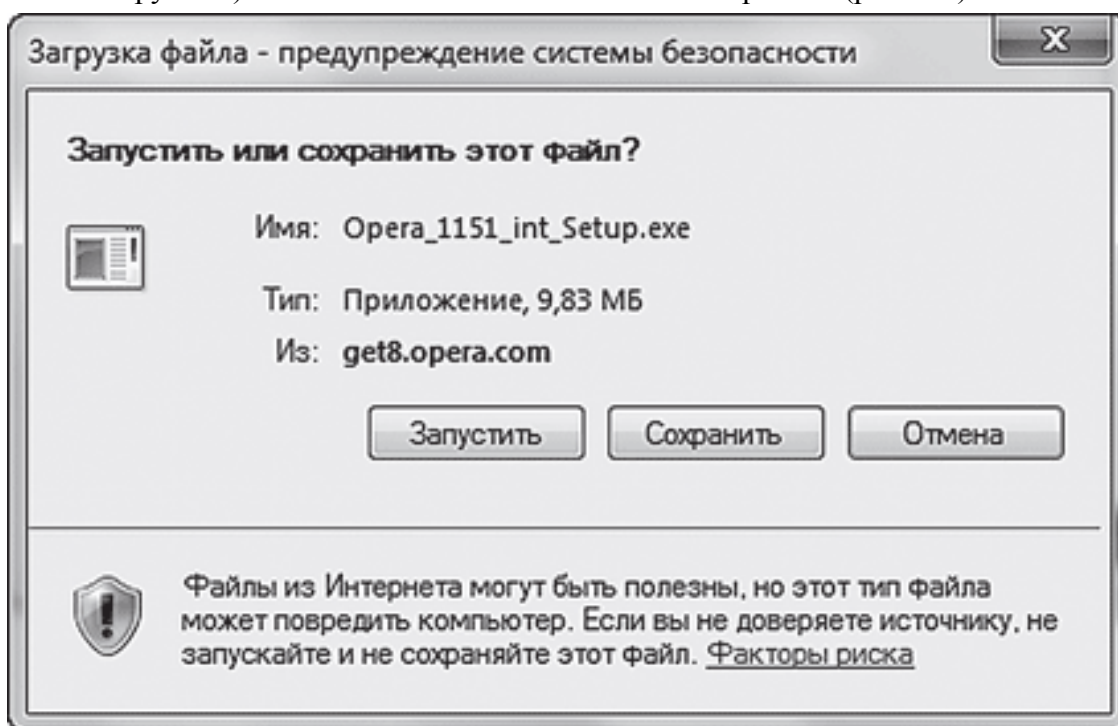 Загрузка файла - предупреждение системы безопасности
Запустить или сохранить этот файл?
Имя: Opera_1151_int_Setup.exe
Тип: Приложение, 9,83 МБ
Из: get8.opera.com
Запустить Сохранить Отмена
Файлы из Интернета могут быть полезны, но этот тип файла
может повредить компьютер. Если вы не доверяете источнику, не
запускайте и не сохраняйте этот файл. Факторы риска